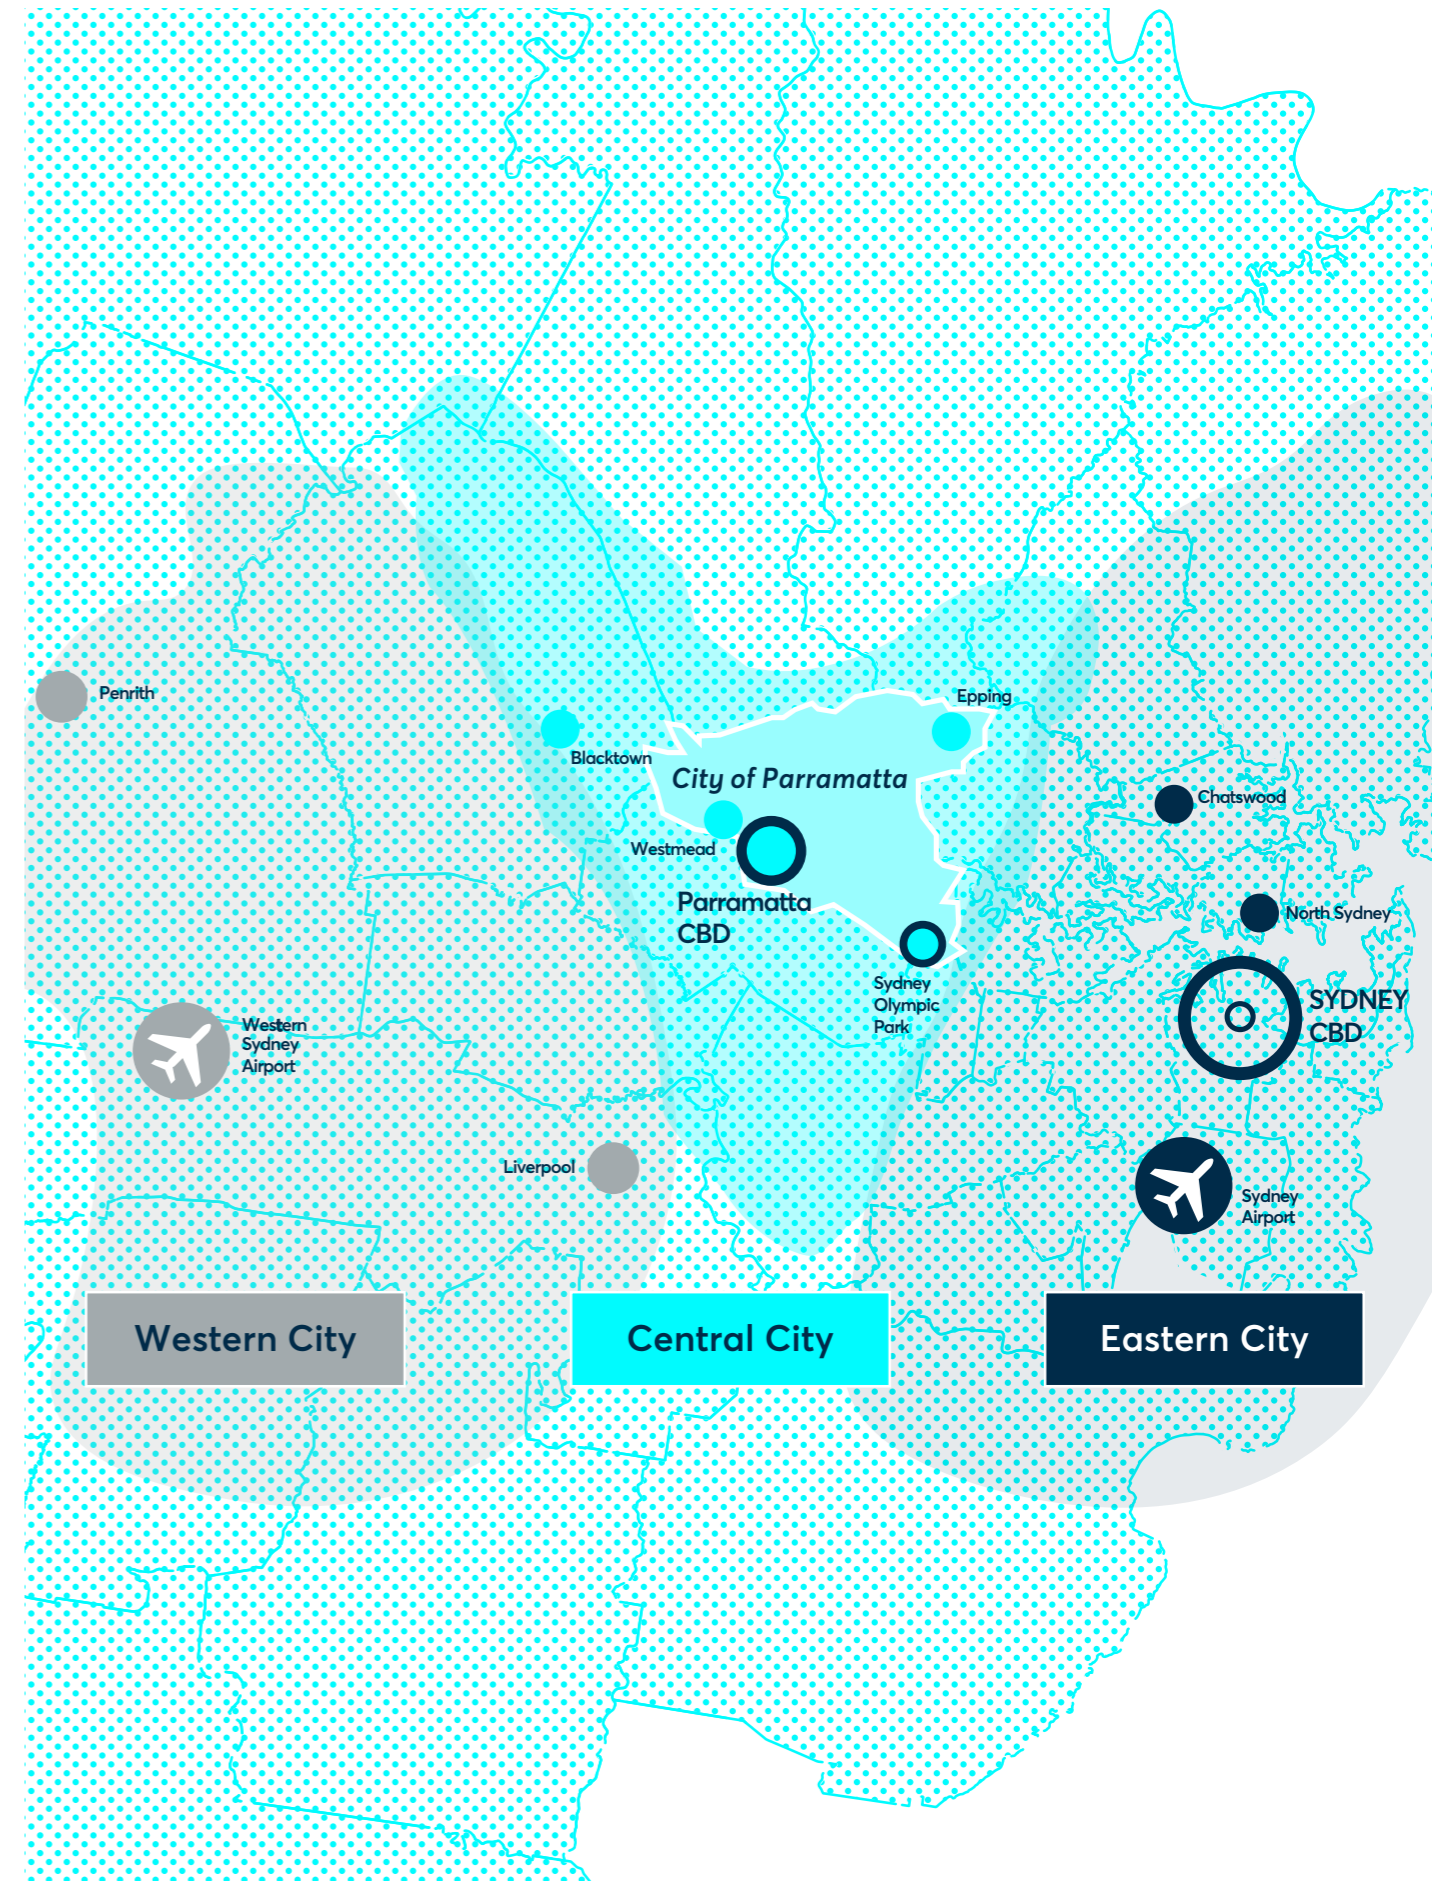 Penrith
Epping
Blacktown
City of Parramatta
Chatswood
Westmead
Parramatta
CBD
North Sydney
Sydney
Olympic
Park
SYDNEY
CBD
Western
Sydney
Airport
Liverpool
Sydney
Airport
Western City
Central City
Eastern City